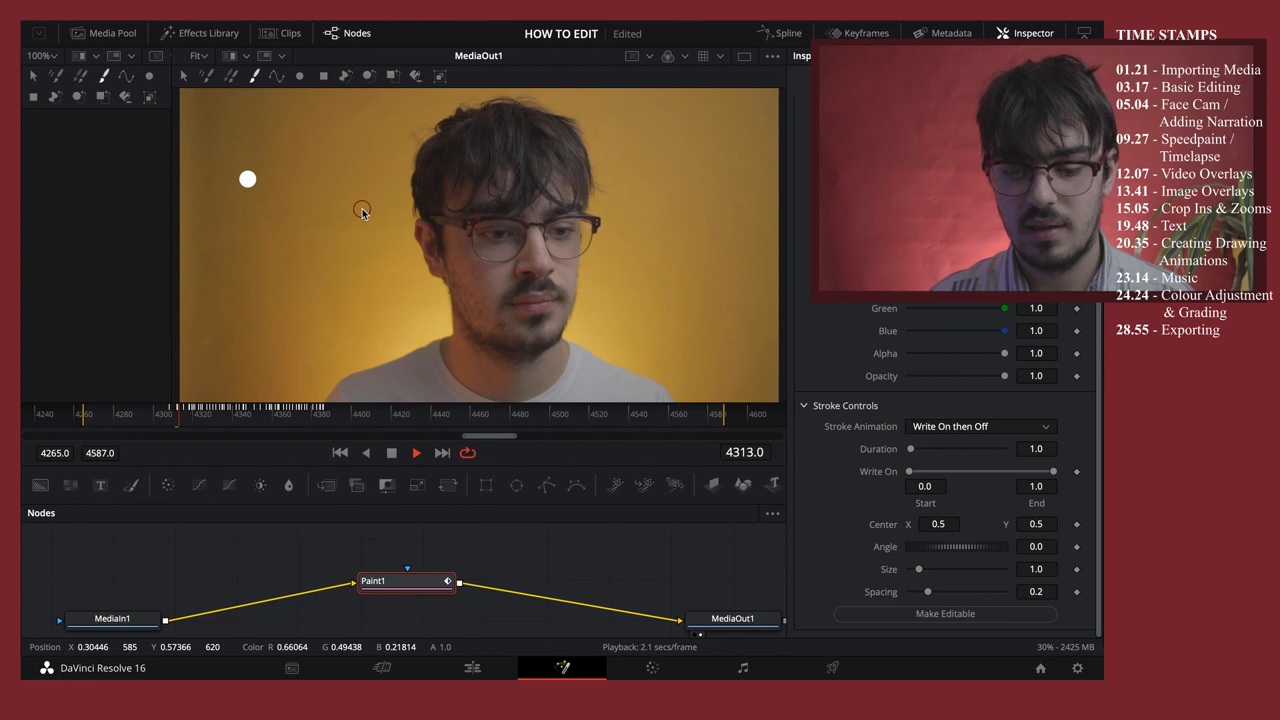 Media Pool
Effects Library
Clips
Nodes
HOW TO EDIT
Edited
Spline
Keyframes
Metadata
Inspector
100%
Fit
MediaOut1
Insp
TIME STAMPS
01.21 - Importing Media
03.17 - Basic Editing
05.04 - Face Cam /
Adding Narration
09.27 - Speedpaint /
Timelapse
12.07 - Video Overlays
13.41 - Image Overlays
15.05 - Crop Ins & Zooms
19.48 - Text
20.35 - Creating Drawing
Animations
23.14 - Music
24.24 - Colour Adjustment
& Grading
28.55 - Exporting
Green 1.0
Blue 1.0
Alpha 1.0
Opacity 1.0
Stroke Controls
Stroke Animation Write On then Off
Duration 1.0
Write On
0.0 1.0
Start End
Center X 0.5 Y 0.5
Angle 0.0
Size 1.0
Spacing 0.2
Make Editable
4240 4260 4280 4300 4320 4340 4360 4380 4400 4420 4440 4460 4480 4500 4520 4540 4560 4580 4600
4265.0 4587.0 4313.0
T T
Nodes
MediaIn1
Paint1
MediaOut1
Position X 0.30446 585 Y 0.57366 620 Color R 0.66064 G 0.49438 B 0.21814 A 1.0 Playback: 2.1 secs/frame 30% - 2425 MB
DaVinci Resolve 16